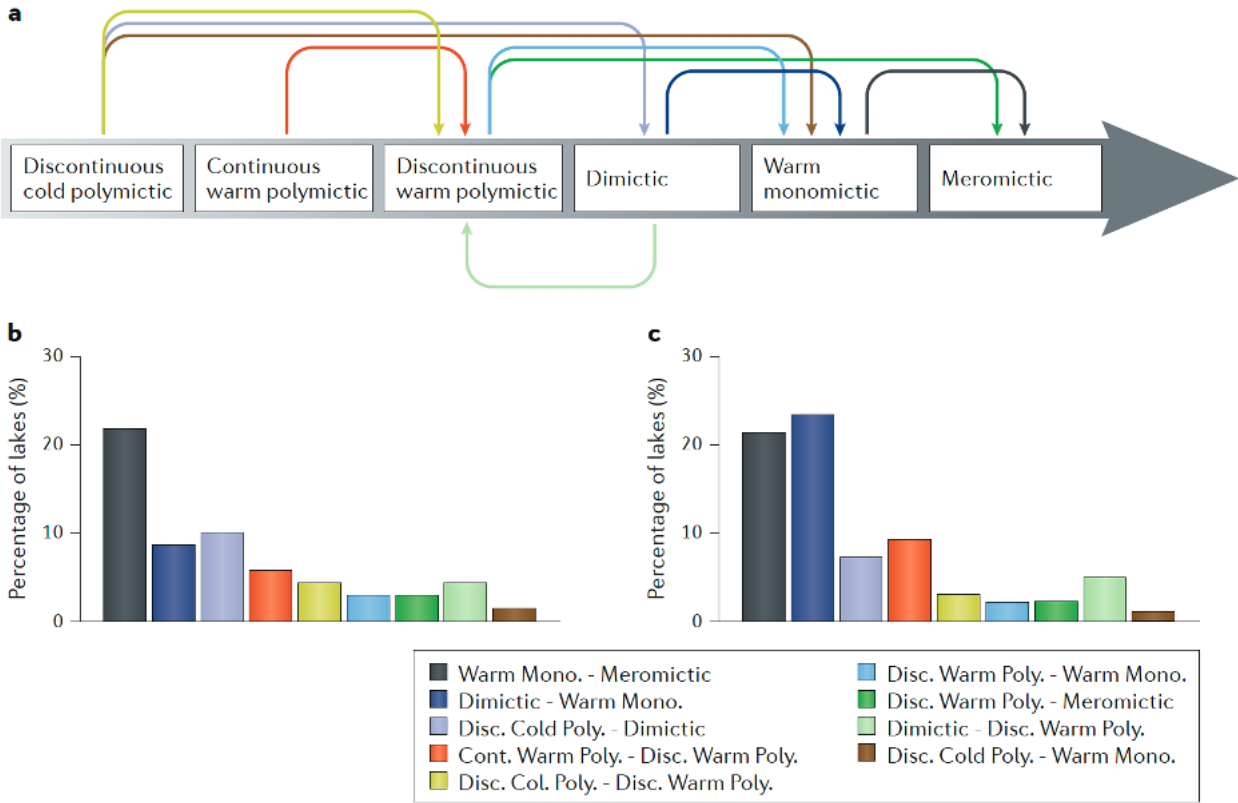 a
Discontinuous
cold polymictic
Continuous
warm polymictic
Discontinuous
warm polymictic
Dimictic
Warm
monomictic
Meromictic
b
Percentage of lakes (%)
30
20
10
0
c
Percentage of lakes (%)
30
20
10
0
Warm Mono. - Meromictic
Dimictic - Warm Mono.
Disc. Cold Poly. - Dimictic
Cont. Warm Poly. - Disc. Warm Poly.
Disc. Col. Poly. - Disc. Warm Poly.
Disc. Warm Poly. - Warm Mono.
Disc. Warm Poly. - Meromictic
Dimictic - Disc. Warm Poly.
Disc. Cold Poly. - Warm Mono.